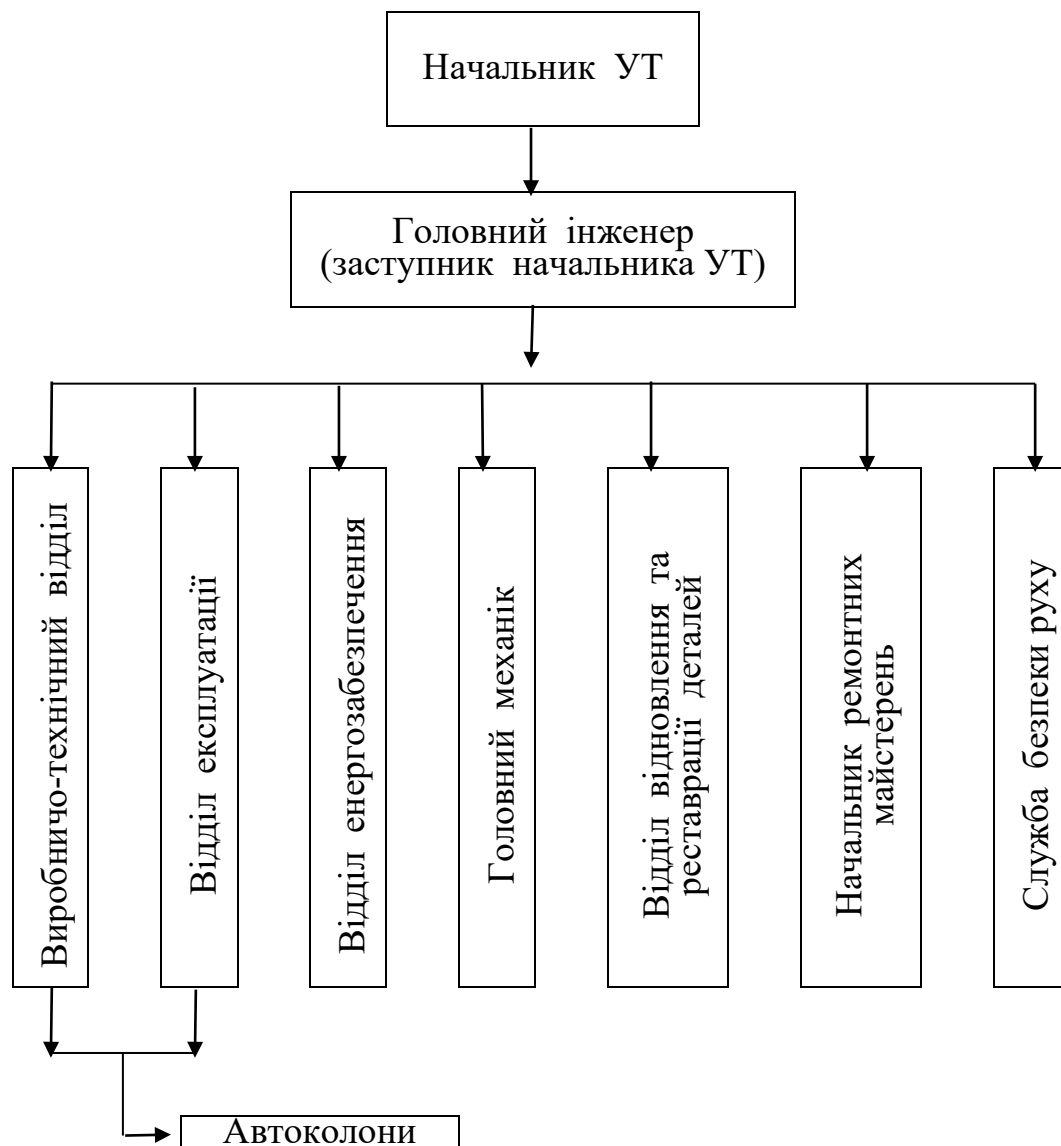 Начальник УТ
Головний інженер
(заступник начальника УТ)
Виробничо-технічний відділ
Відділ експлуатації
Відділ енергозабезпечення
Головний механік
Відділ відновлення та
реставрації деталей
Начальник ремонтних
майстерень
Служба безпеки руху
Автоколони